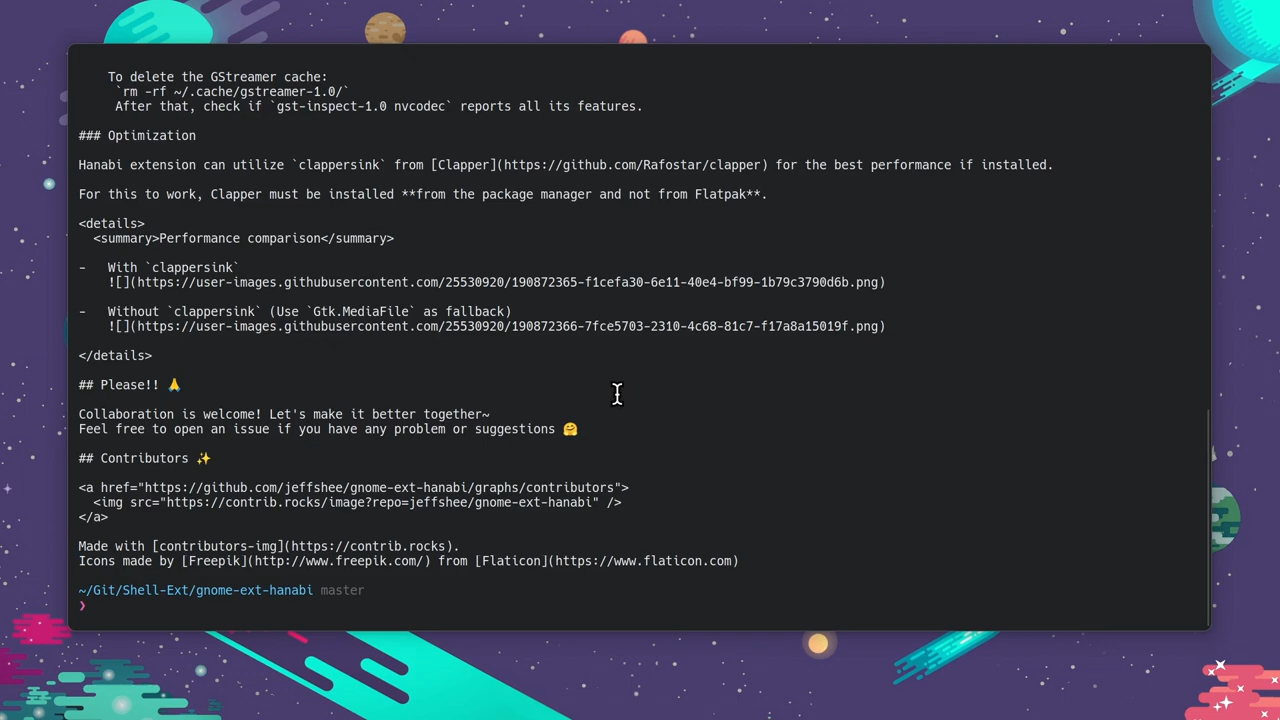 To delete the GStreamer cache:
`rm -rf ~/.cache/gstreamer-1.0/`
After that, check if `gst-inspect-1.0 nvcodec` reports all its features.
### Optimization
Hanabi extension can utilize `clappersink` from [Clapper](https://github.com/Rafostar/clapper) for the best performance if installed.
For this to work, Clapper must be installed **from the package manager and not from Flatpak**.
<details>
<summary>Performance comparison</summary>
-   With `clappersink`
![](https://user-images.githubusercontent.com/25530920/190872365-f1cefa30-6e11-40e4-bf99-1b79c3790d6b.png)
-   Without `clappersink` (Use `Gtk.MediaFile` as fallback)
![](https://user-images.githubusercontent.com/25530920/190872366-7fce5703-2310-4c68-81c7-f17a8a15019f.png)
</details>
## Please!! 🙏
Collaboration is welcome! Let's make it better together~
Feel free to open an issue if you have any problem or suggestions 🤗
## Contributors ✨
<a href="https://github.com/jeffshee/gnome-ext-hanabi/graphs/contributors">
<img src="https://contrib.rocks/image?repo=jeffshee/gnome-ext-hanabi" />
</a>
Made with [contributors-img](https://contrib.rocks).
Icons made by [Freepik](http://www.freepik.com/) from [Flaticon](https://www.flaticon.com)
~/Git/Shell-Ext/gnome-ext-hanabi master
❯